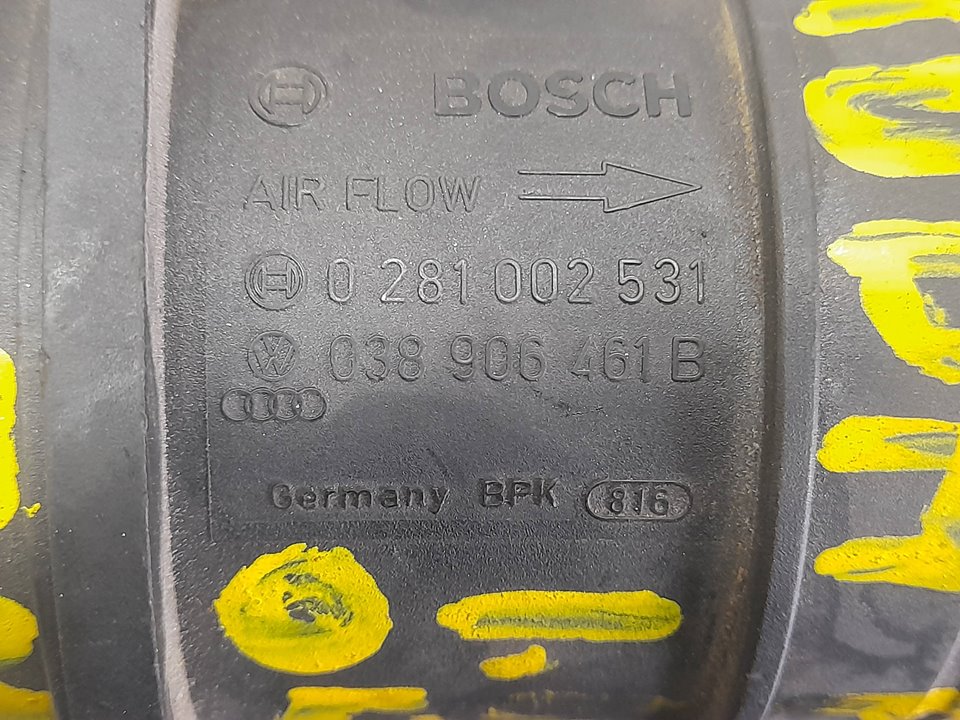 BOSCH
AIR FLOW
0 281 002 531
038 906 461 B
Germany BPK 816